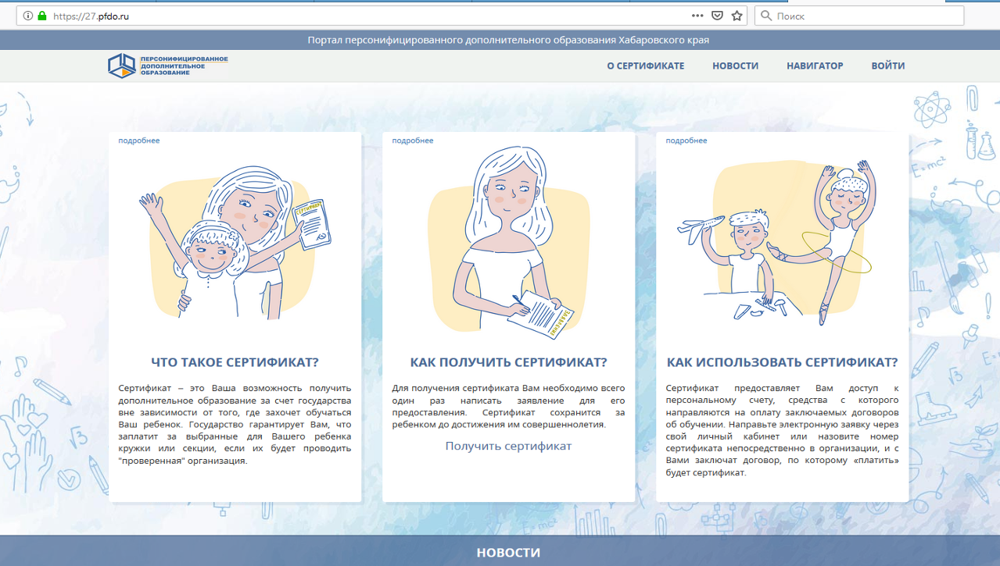 https://27.pfdo.ru
Поиск
Портал персонифицированного дополнительного образования Хабаровского края
ПЕРСОНИФИЦИРОВАННОЕ
ДОПОЛНИТЕЛЬНОЕ
ОБРАЗОВАНИЕ
О СЕРТИФИКАТЕ
НОВОСТИ
НАВИГАТОР
ВОЙТИ
подробнее
СЕРТИФИКАТ
ЧТО ТАКОЕ СЕРТИФИКАТ?
Сертификат – это Ваша возможность получить
дополнительное образование за счет государства
вне зависимости от того, где захочет обучаться
Ваш ребенок. Государство гарантирует Вам, что
заплатит за выбранные для Вашего ребенка
кружки или секции, если их будет проводить
"проверенная" организация.
подробнее
ЗАЯВЛЕНИЕ
КАК ПОЛУЧИТЬ СЕРТИФИКАТ?
Для получения сертификата Вам необходимо всего
один раз написать заявление для его
предоставления. Сертификат сохранится за
ребенком до достижения им совершеннолетия.
Получить сертификат
подробнее
КАК ИСПОЛЬЗОВАТЬ СЕРТИФИКАТ?
Сертификат предоставляет Вам доступ к
персональному счету, средства с которого
направляются на оплату заключаемых договоров
об обучении. Направьте электронную заявку через
свой личный кабинет или назовите номер
сертификата непосредственно в организации, и с
Вами заключат договор, по которому «платить»
будет сертификат.
E=mc²
√3
E=mc²
√3
НОВОСТИ